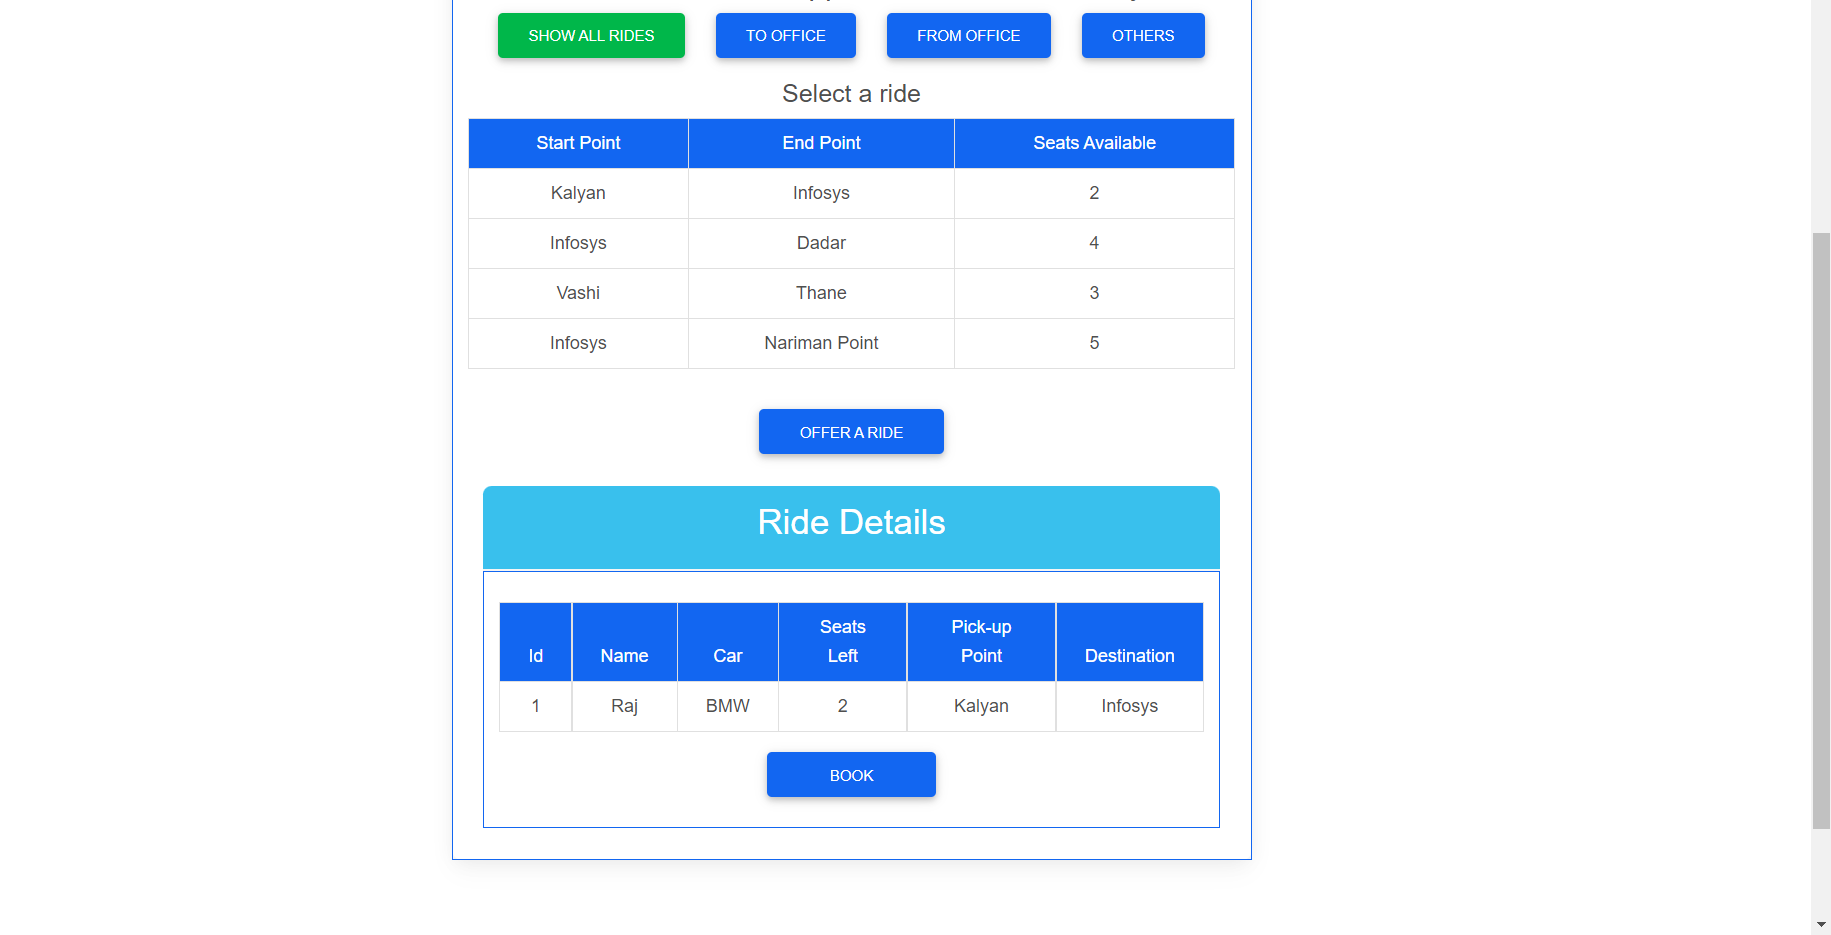 SHOW ALL RIDES TO OFFICE FROM OFFICE OTHERS
Select a ride
Start Point End Point Seats Available
Kalyan Infosys 2
Infosys Dadar 4
Vashi Thane 3
Infosys Nariman Point 5
OFFER A RIDE
Ride Details
Id Name Car Seats Left Pick-up Point Destination
1 Raj BMW 2 Kalyan Infosys
BOOK